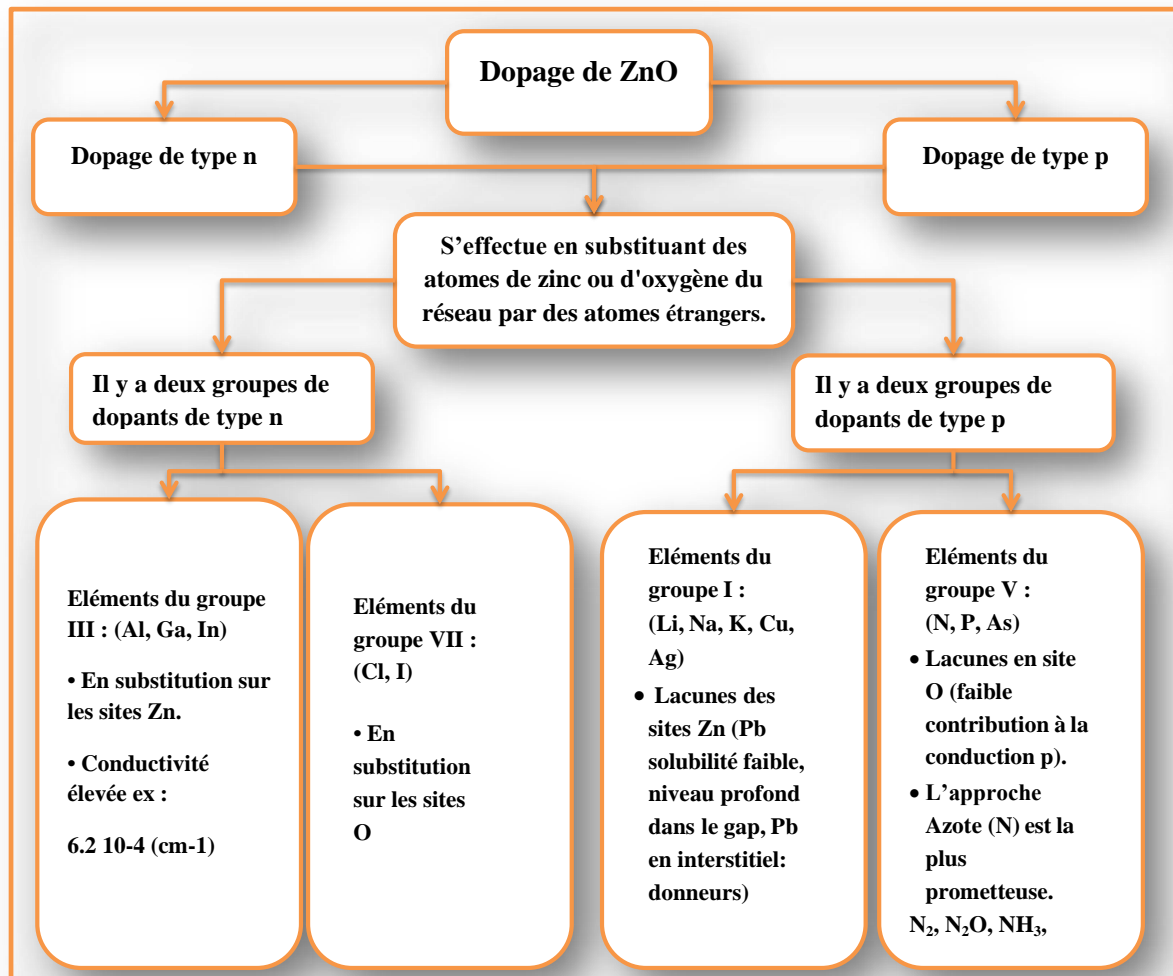 Dopage de ZnO
Dopage de type n
Dopage de type p
S’effectue en substituant des
atomes de zinc ou d'oxygène du
réseau par des atomes étrangers.
Il y a deux groupes de
dopants de type n
Il y a deux groupes de
dopants de type p
Eléments du groupe
III : (Al, Ga, In)
• En substitution sur
les sites Zn.
• Conductivité
élevée ex :
6.2 10-4 (cm-1)
Eléments du
groupe VII :
(Cl, I)
• En
substitution
sur les sites
O
Eléments du
groupe I :
(Li, Na, K, Cu,
Ag)
• Lacunes des
sites Zn (Pb
solubilité faible,
niveau profond
dans le gap, Pb
en interstitiel:
donneurs)
Eléments du
groupe V :
(N, P, As)
• Lacunes en site
O (faible
contribution à la
conduction p).
• L’approche
Azote (N) est la
plus
prometteuse.
N₂, N₂O, NH₃,